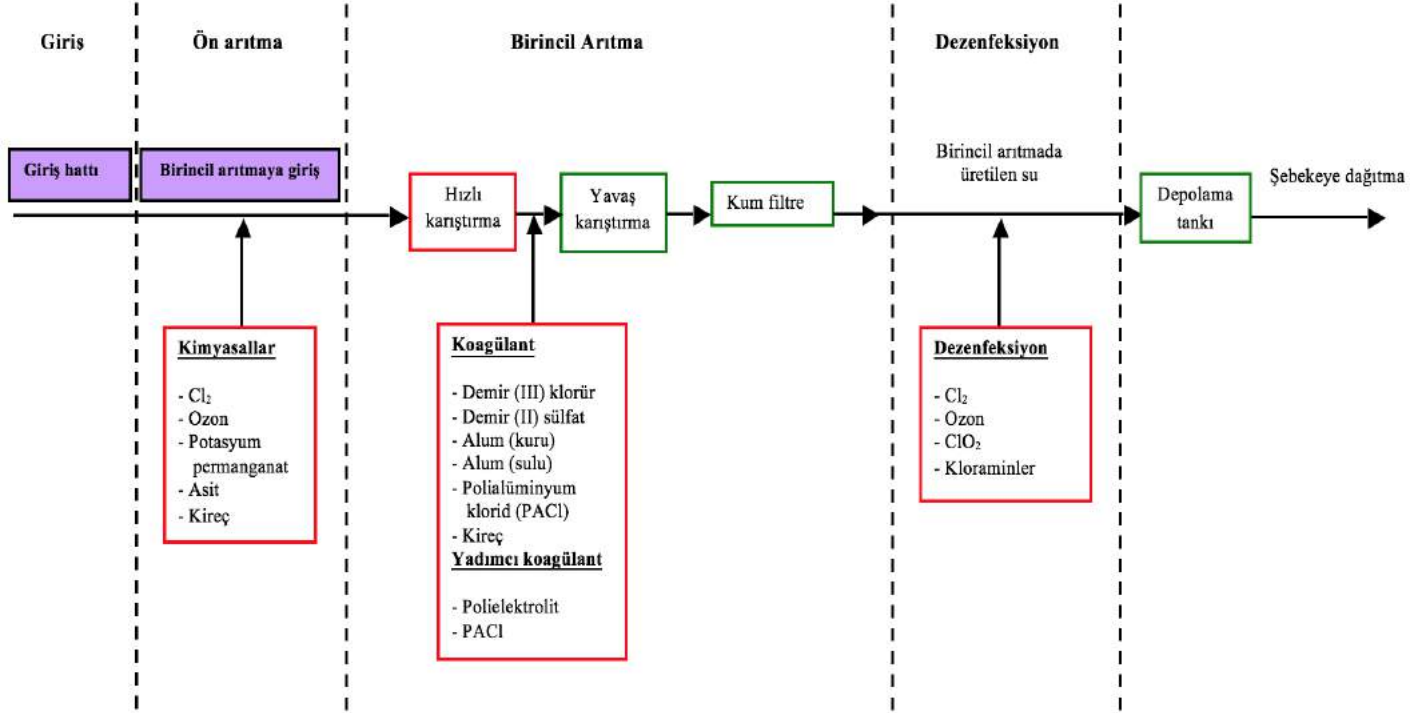 Giriş
Ön arıtma
Birincil Arıtma
Dezenfeksiyon
Giriş hattı
Birincil arıtmaya giriş
Hızlı
karıştırma
Yavaş
karıştırma
Kum filtre
Birincil arıtmada
üretilen su
Depolama
tankı
Şebekeye dağıtma
Kimyasallar
- Cl₂
- Ozon
- Potasyum
permanganat
- Asit
- Kireç
Koagülant
- Demir (III) klorür
- Demir (II) sülfat
- Alum (kuru)
- Alum (sulu)
- Polialüminyum
klorid (PACl)
- Kireç
Yadımcı koagülant
- Polielektrolit
- PACl
Dezenfeksiyon
- Cl₂
- Ozon
- ClO₂
- Kloraminler